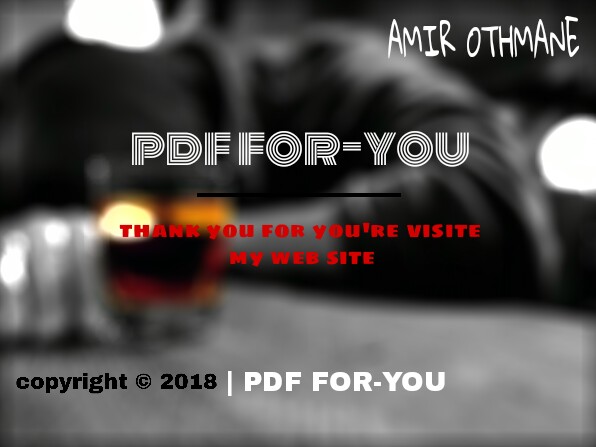 AMIR OTHMANE
PDF FOR-YOU
THANK YOU FOR YOU'RE VISITE
MY WEB SITE
copyright © 2018 | PDF FOR-YOU